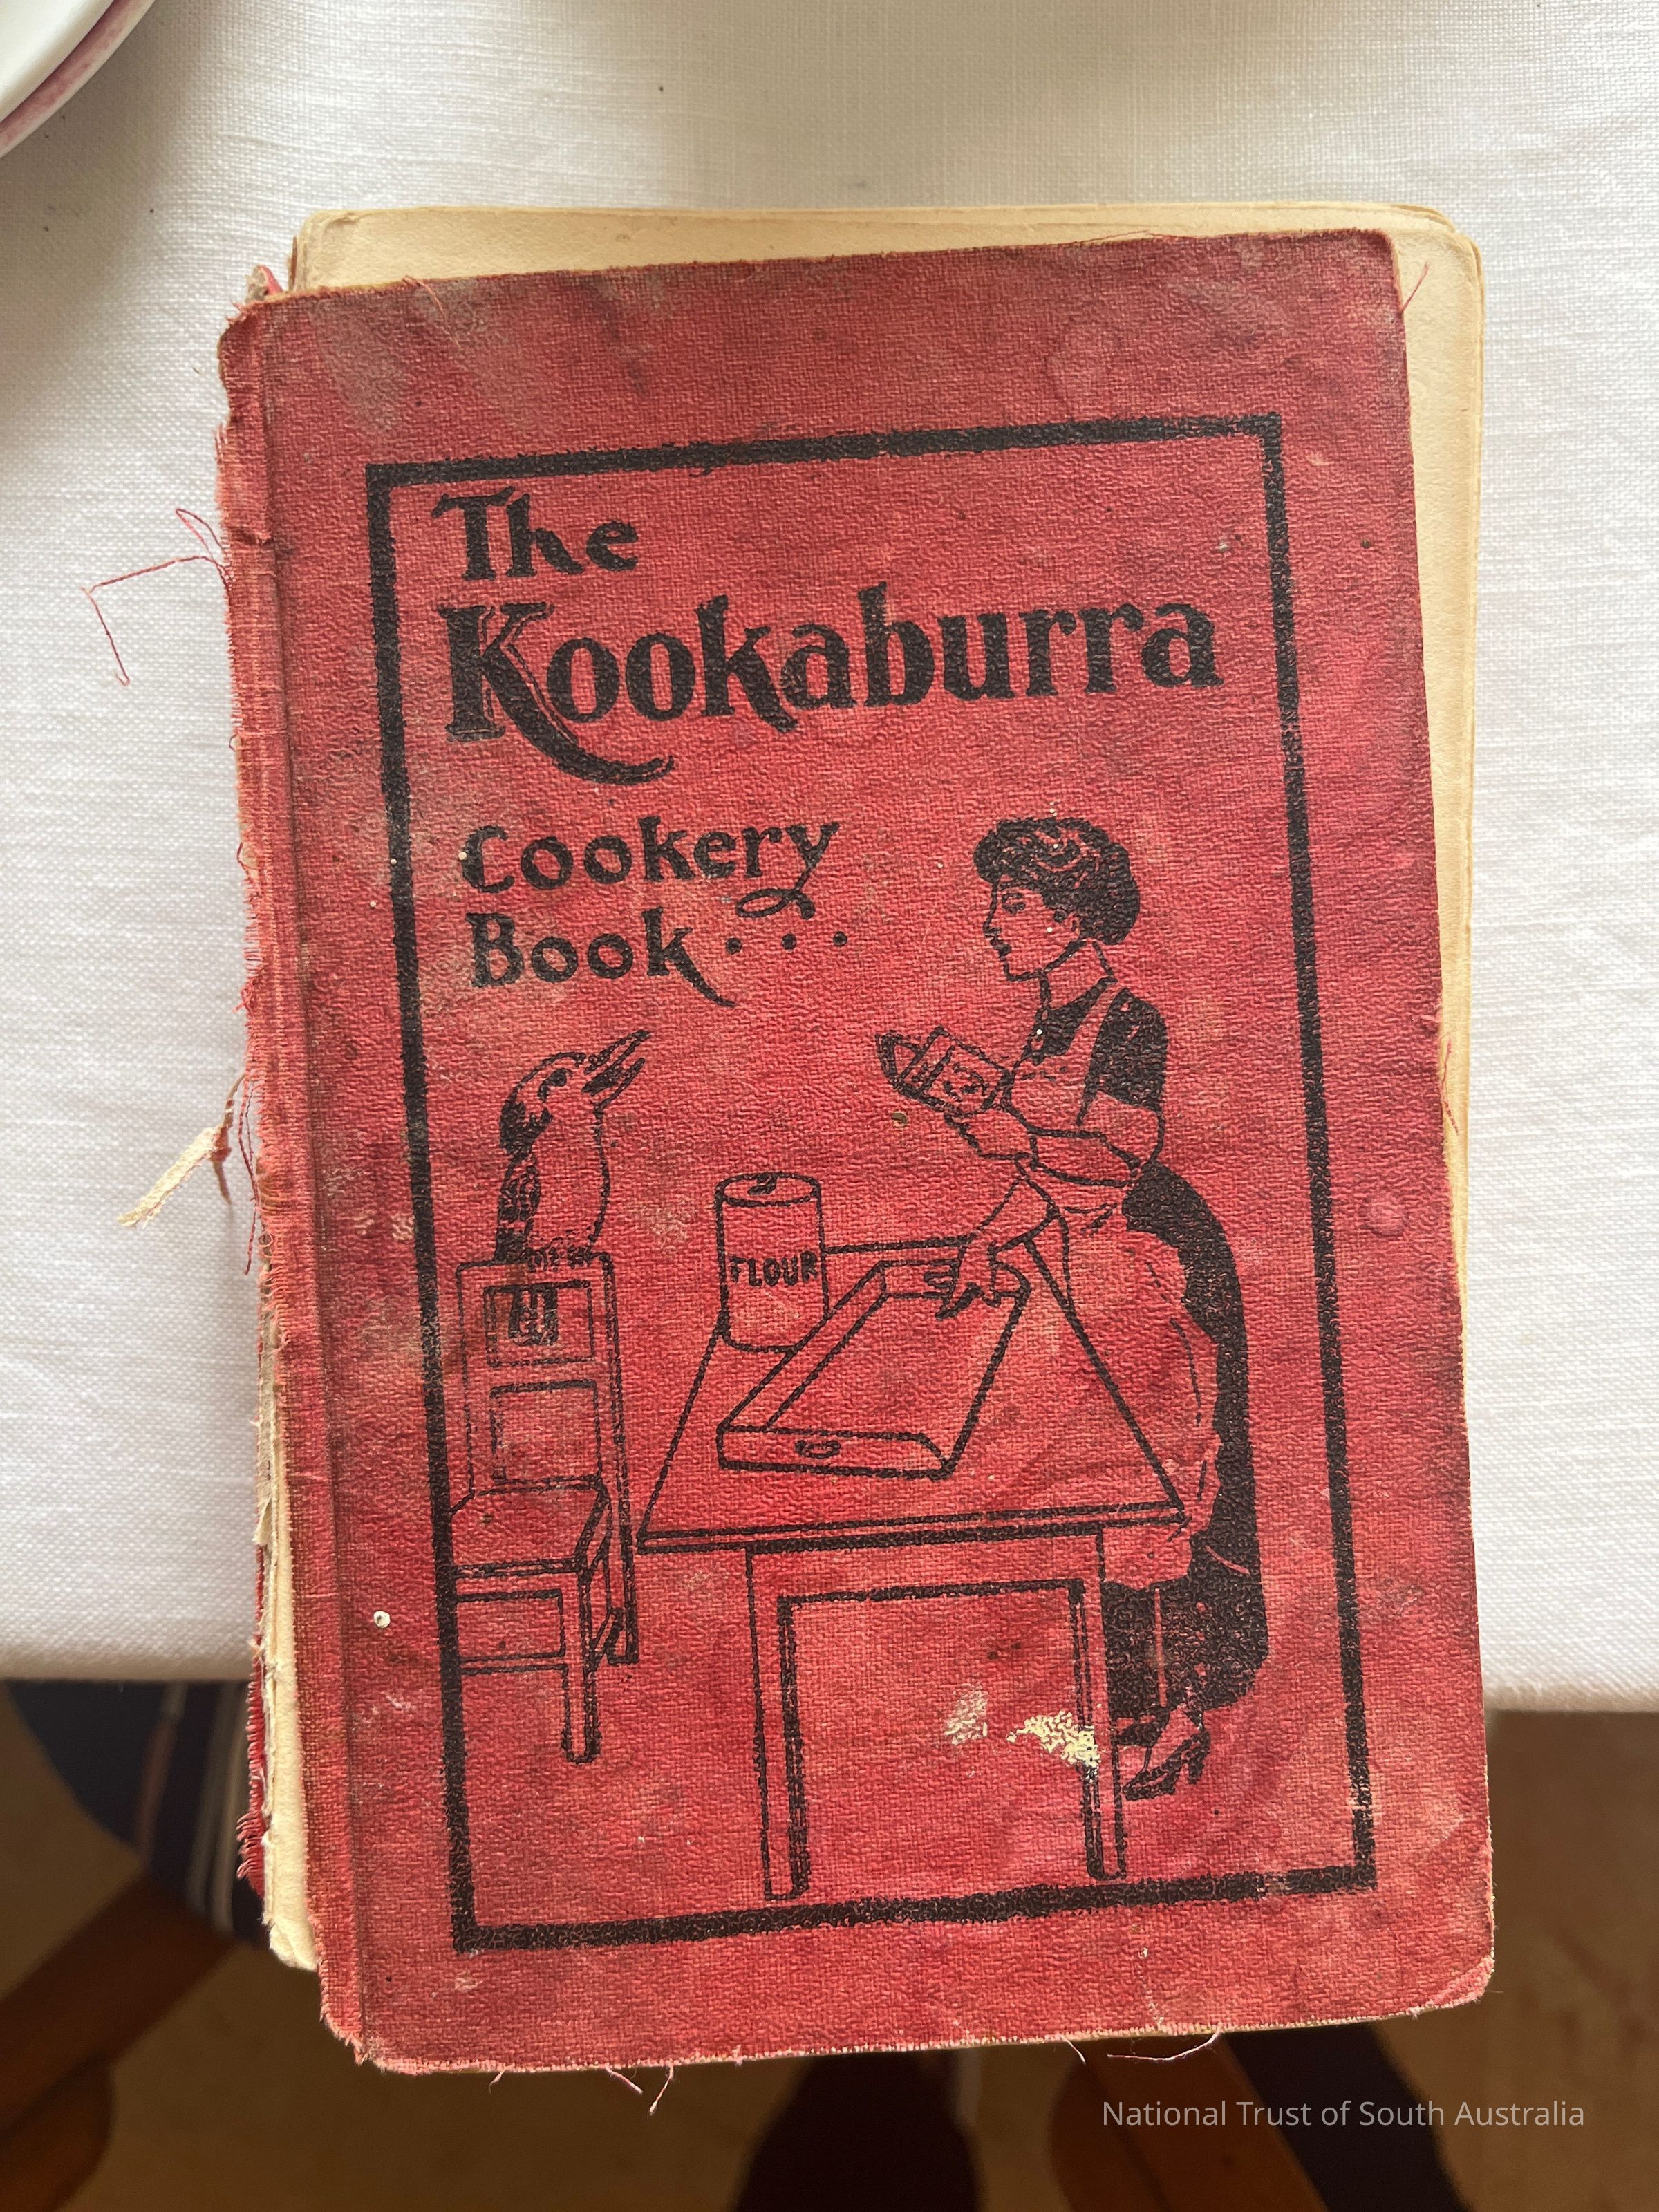 The
Kookaburra
Cookery
Book...
FLOUR
National Trust of South Australia